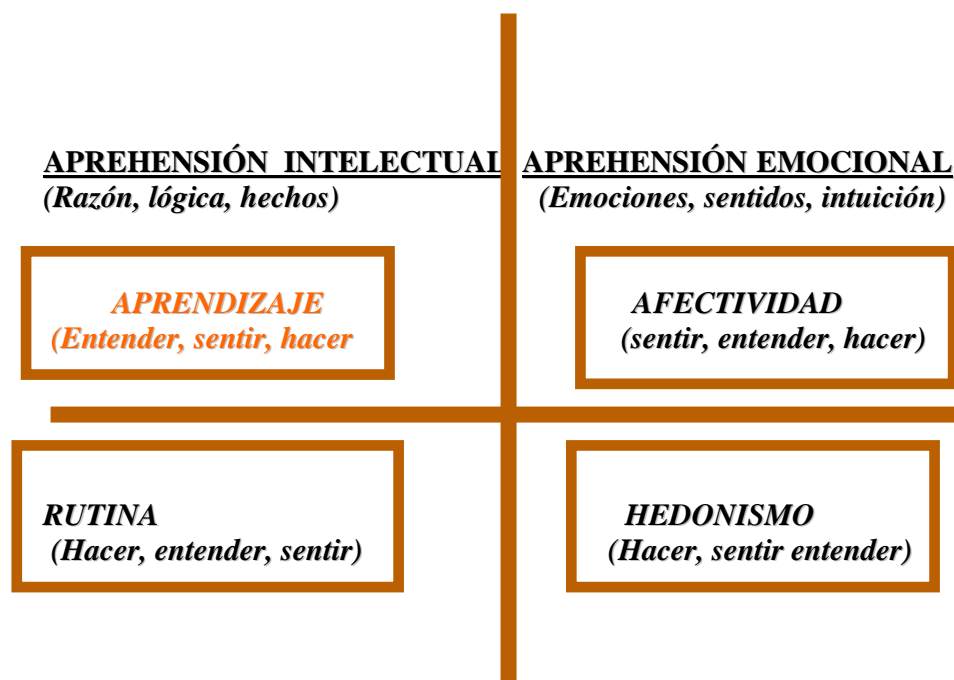 APREHENSIÓN INTELECTUAL
(Razón, lógica, hechos)
APREHENSIÓN EMOCIONAL
(Emociones, sentidos, intuición)
APRENDIZAJE
(Entender, sentir, hacer
AFECTIVIDAD
(sentir, entender, hacer)
RUTINA
(Hacer, entender, sentir)
HEDONISMO
(Hacer, sentir entender)